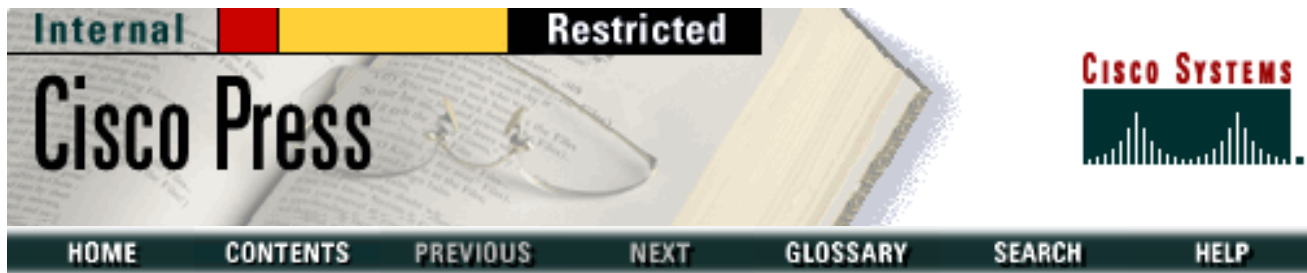 Internal Restricted
Cisco Press
CISCO SYSTEMS
HOME CONTENTS PREVIOUS NEXT GLOSSARY SEARCH HELP